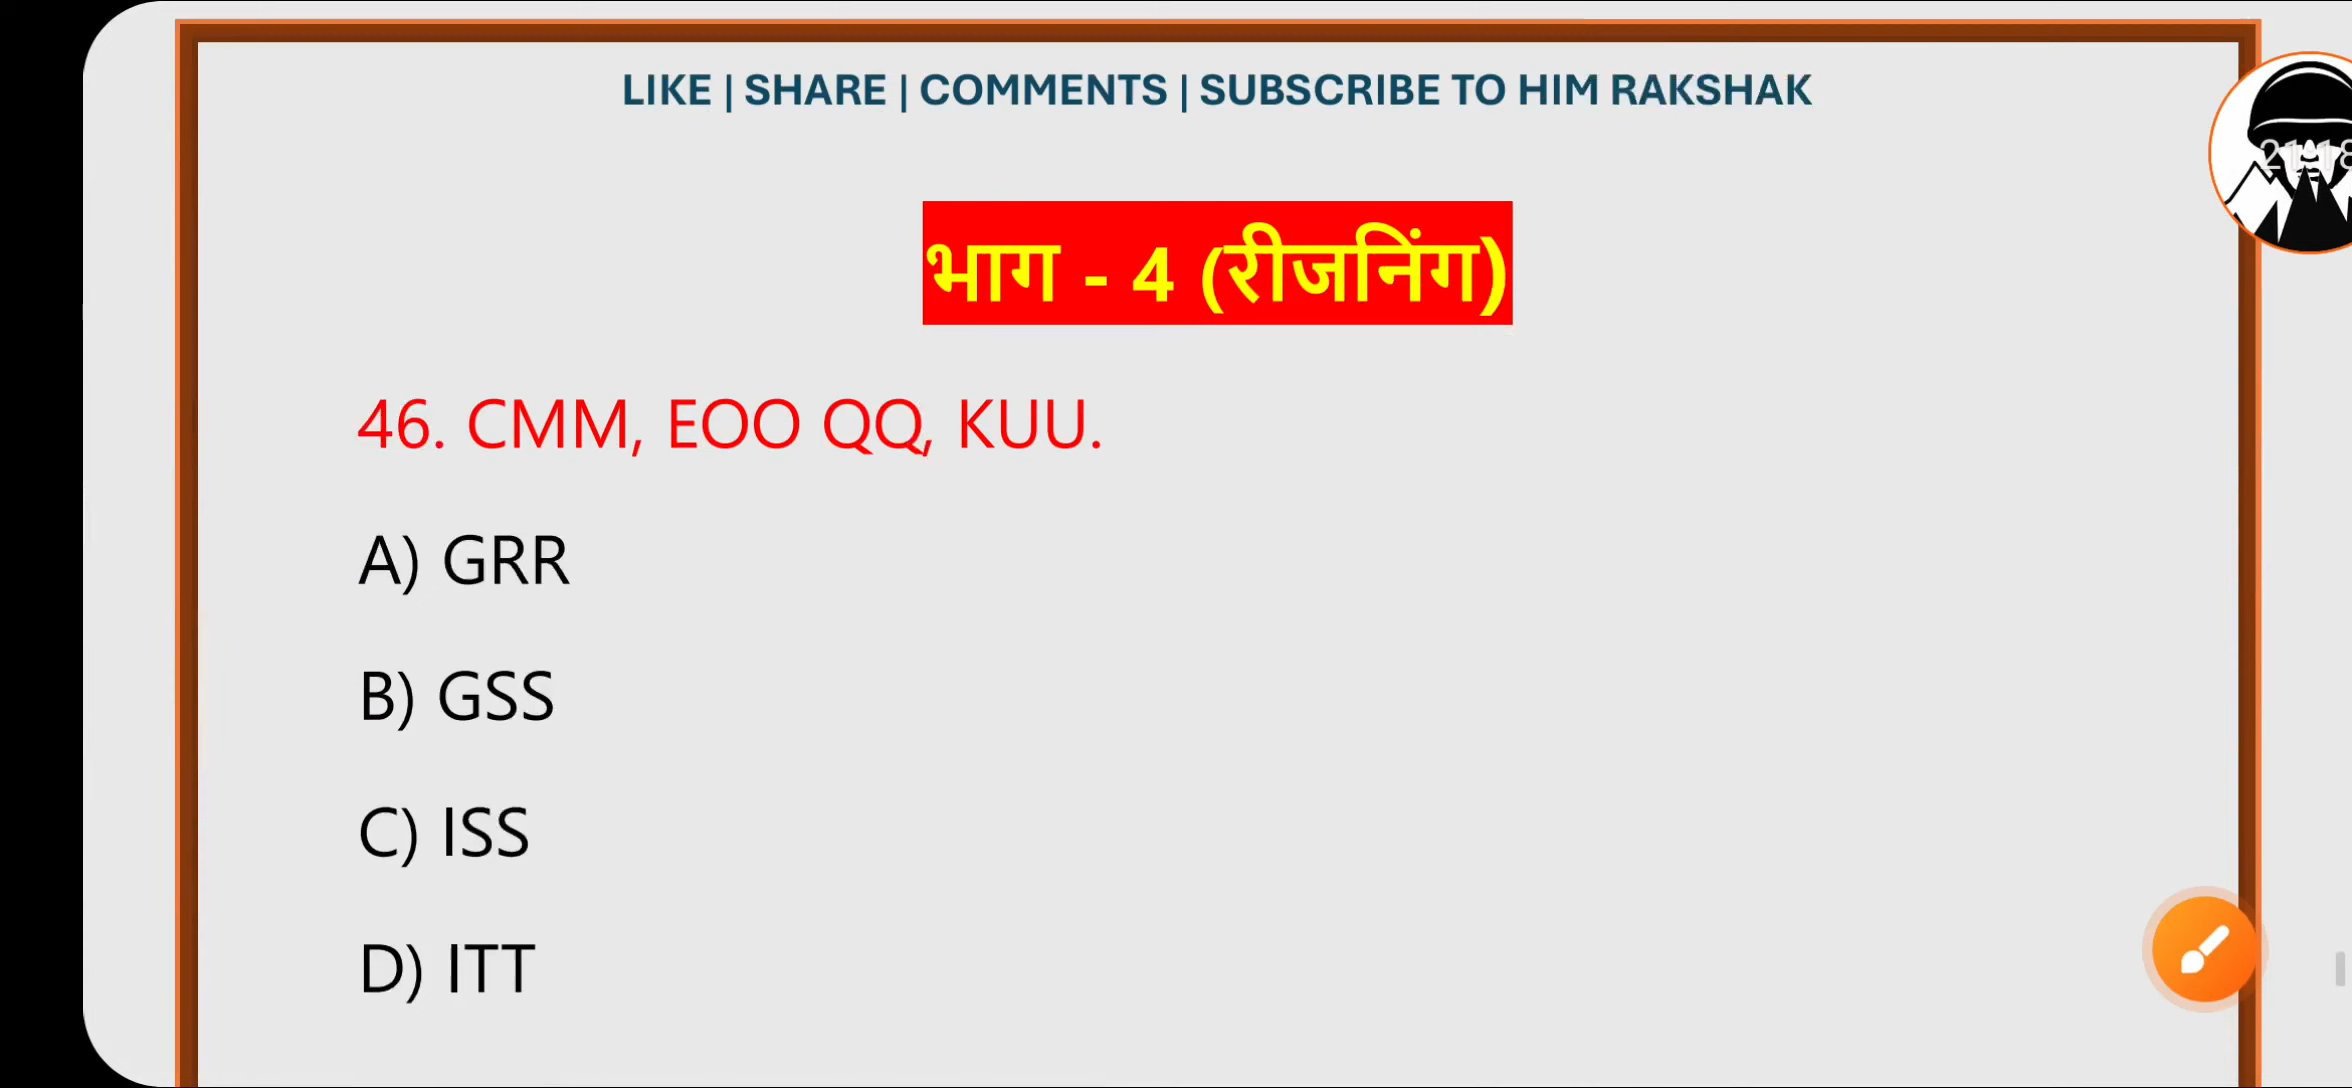 LIKE | SHARE | COMMENTS | SUBSCRIBE TO HIM RAKSHAK
भाग - 4 (रीजनिंग)
46. CMM, EOO QQ, KUU.
A) GRR
B) GSS
C) ISS
D) ITT